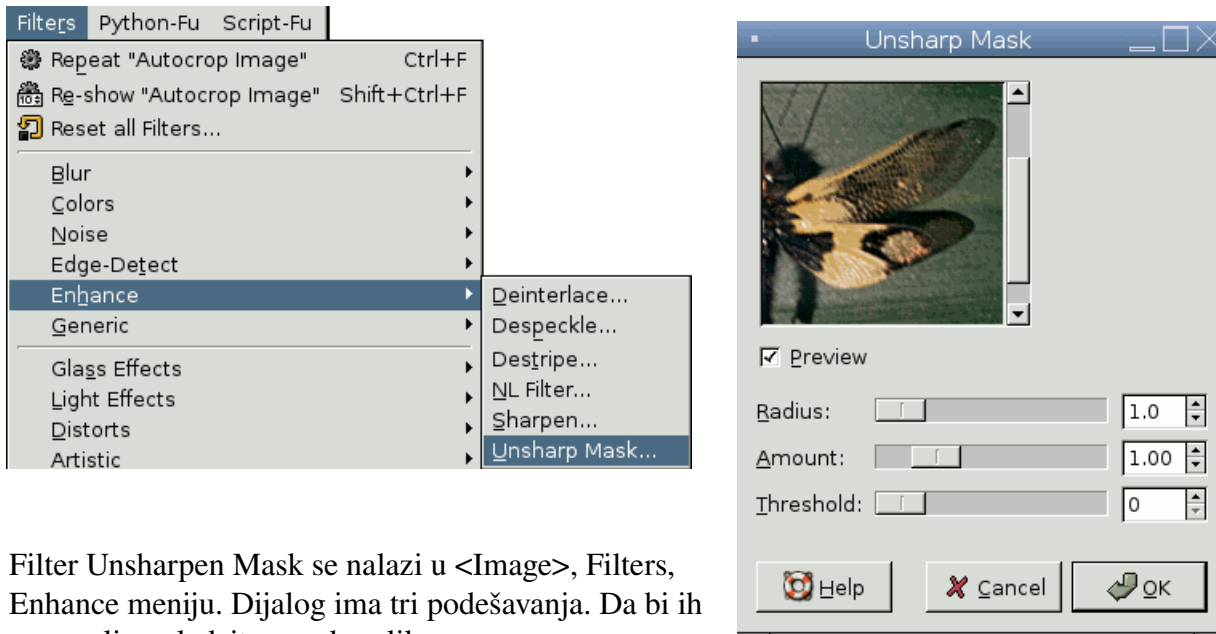 Filters Python-Fu Script-Fu
Repeat "Autocrop Image" Ctrl+F
Re-show "Autocrop Image" Shift+Ctrl+F
Reset all Filters...
Blur
Colors
Noise
Edge-Detect
Enhance
Generic
Glass Effects
Light Effects
Distorts
Artistic
Deinterlace...
Despeckle...
Destripe...
NL Filter...
Sharpen...
Unsharp Mask...
Unsharp Mask
Preview
Radius: 1.0
Amount: 1.00
Threshold: 0
Help Cancel OK
Filter Unsharpen Mask se nalazi u <Image>, Filters,
Enhance meniju. Dijalog ima tri podešavanja. Da bi ih